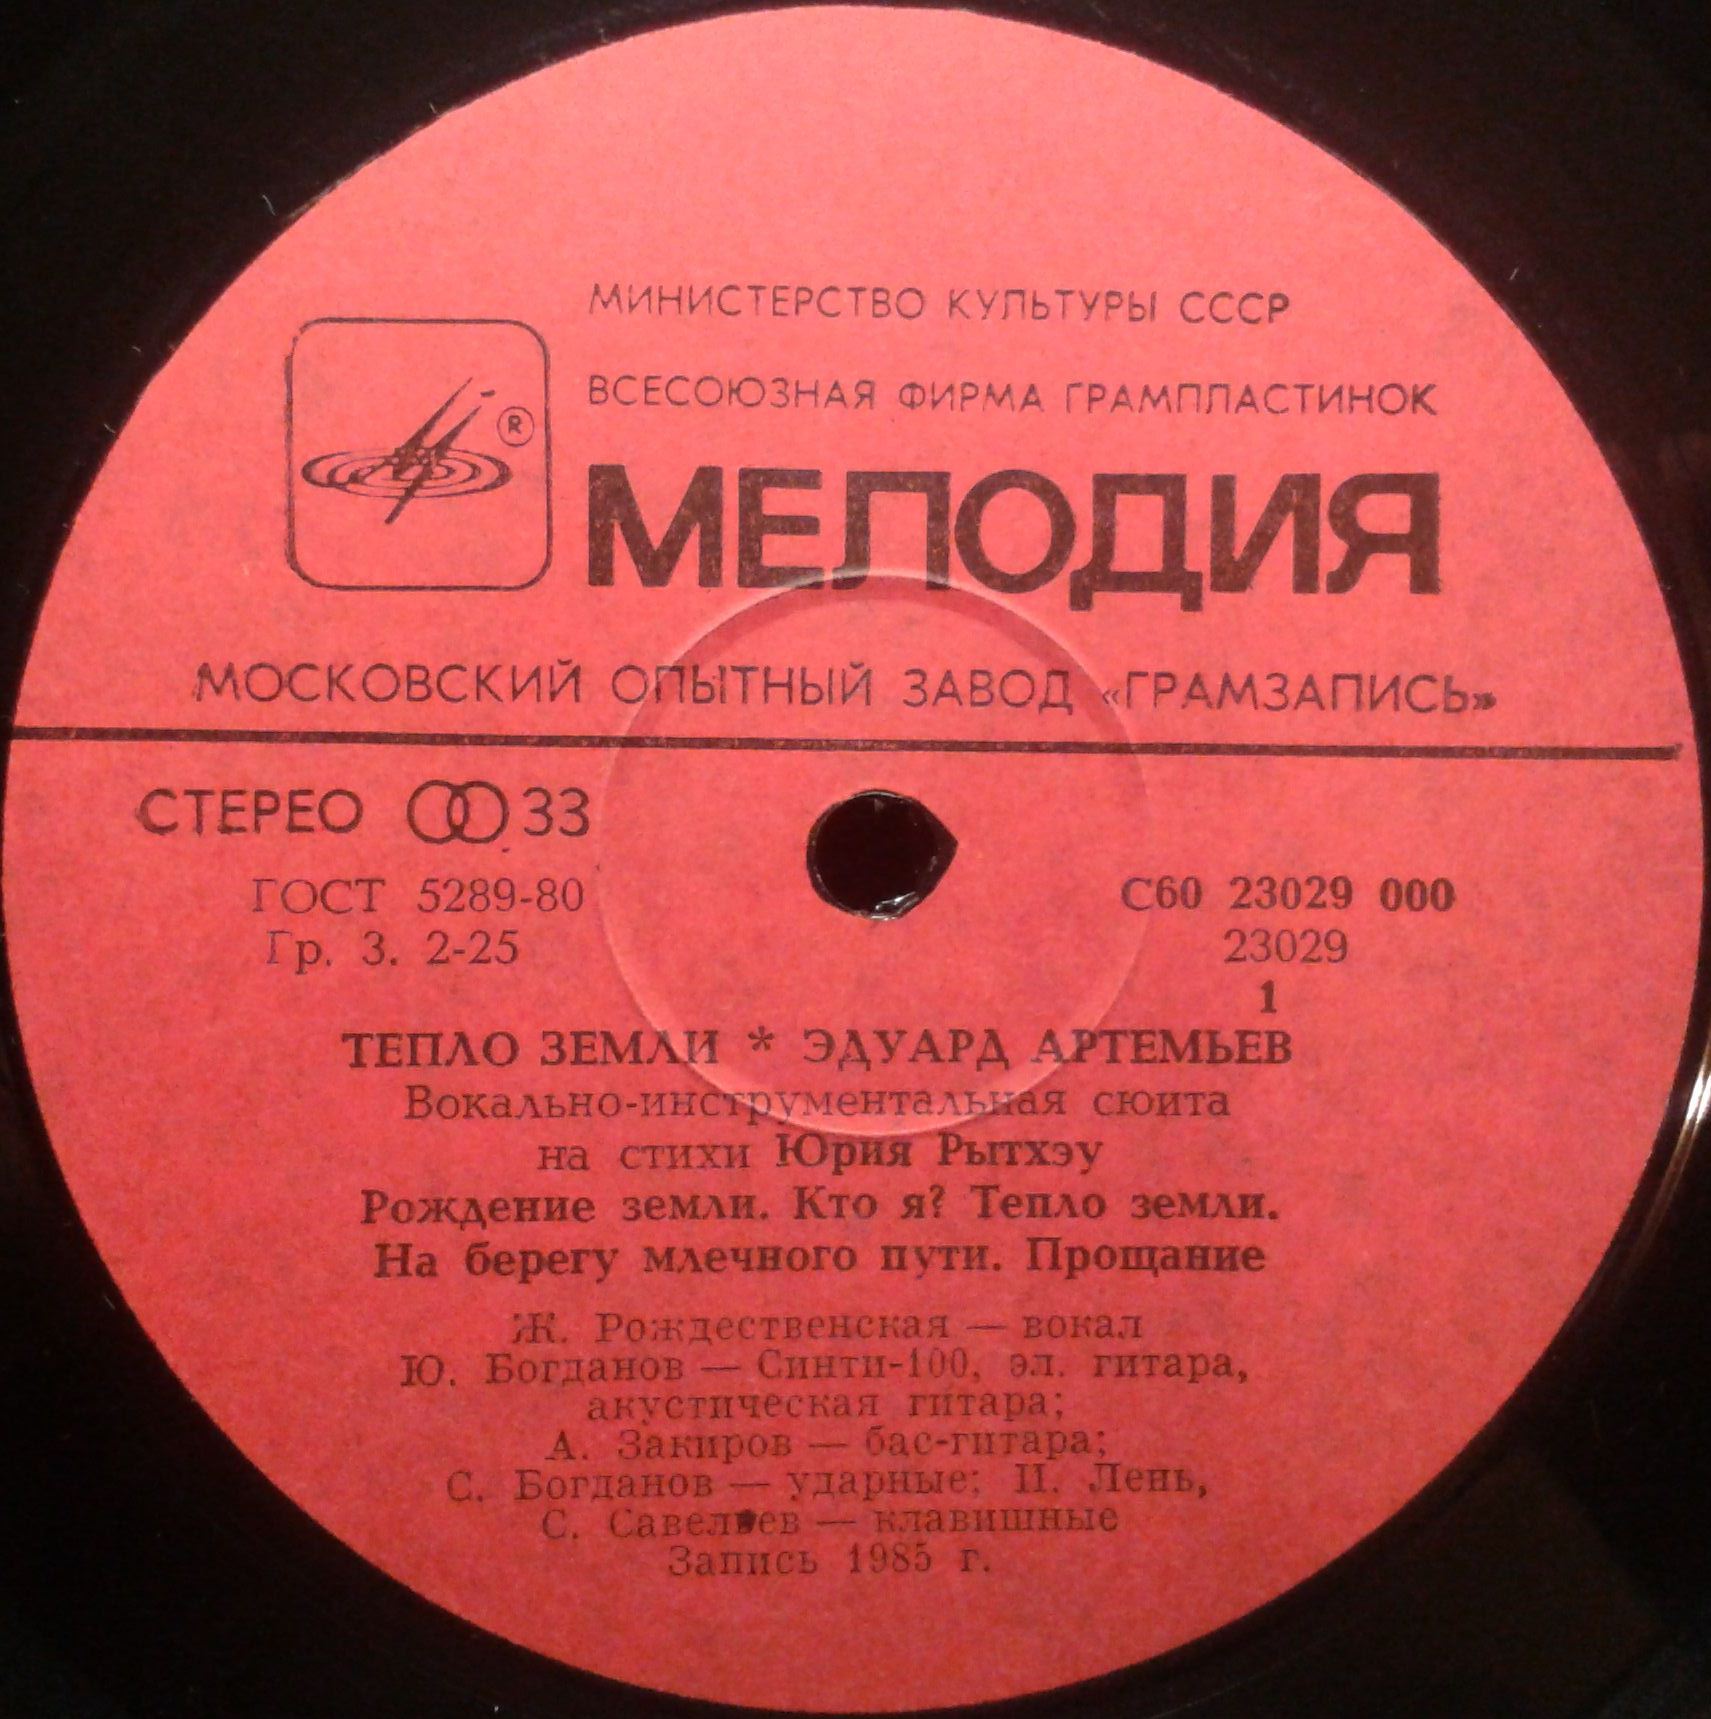 МИНИСТЕРСТВО КУЛЬТУРЫ СССР
ВСЕСОЮЗНАЯ ФИРМА ГРАМПЛАСТИНОК
®
МЕЛОДИЯ
МОСКОВСКИЙ ОПЫТНЫЙ ЗАВОД «ГРАМЗАПИСЬ»
СТЕРЕО 33
ГОСТ 5289-80
Гр. 3. 2-25
С60 23029 000
23029
1
ТЕПЛО ЗЕМЛИ * ЭДУАРД АРТЕМЬЕВ
Вокально-инструментальная сюита
на стихи Юрия Рытхэу
Рождение земли. Кто я? Тепло земли.
На берегу млечного пути. Прощание
Ж. Рождественская — вокал
Ю. Богданов — Синти-100, эл. гитара,
акустическая гитара;
А. Закиров — бас-гитара;
С. Богданов — ударные; П. Лень,
С. Савельев — клавишные
Запись 1985 г.